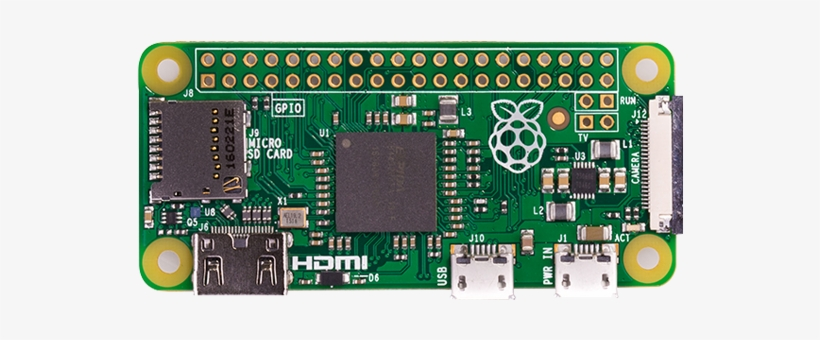 J8
GPIO
RUN
J12
TV
160221E
J9
MICRO
SD CARD
U1
L3
U3
L1
CAMERA
X1
L2
Q5
U8
J6
HDMI
D6
J10
USB
J1
PWR IN
ACT